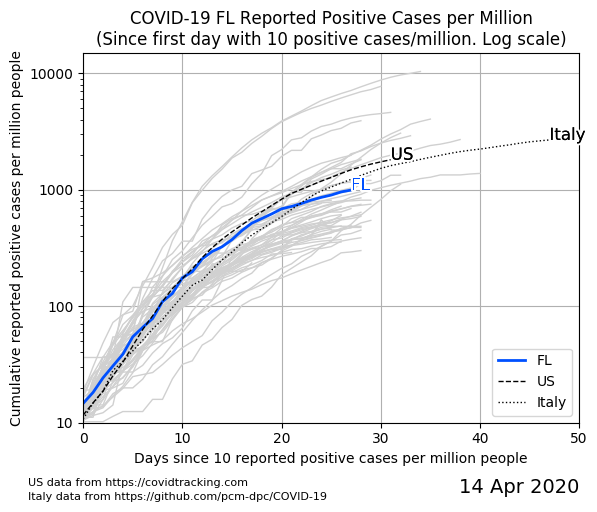 COVID-19 FL Reported Positive Cases per Million
(Since first day with 10 positive cases/million. Log scale)
Cumulative reported positive cases per million people
10000
1000
100
10
Italy
US
FL
FL
US
Italy
0 10 20 30 40 50
Days since 10 reported positive cases per million people
US data from https://covidtracking.com
Italy data from https://github.com/pcm-dpc/COVID-19
14 Apr 2020